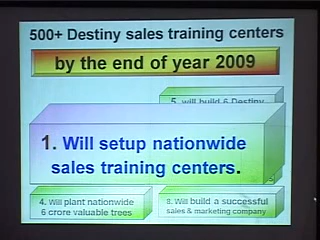 500+ Destiny sales training centers
by the end of year 2009
5. will build 6 Destiny
1. Will setup nationwide
sales training centers.
4. Will plant nationwide
6 crore valuable trees
8. Will build a successful
sales & marketing company